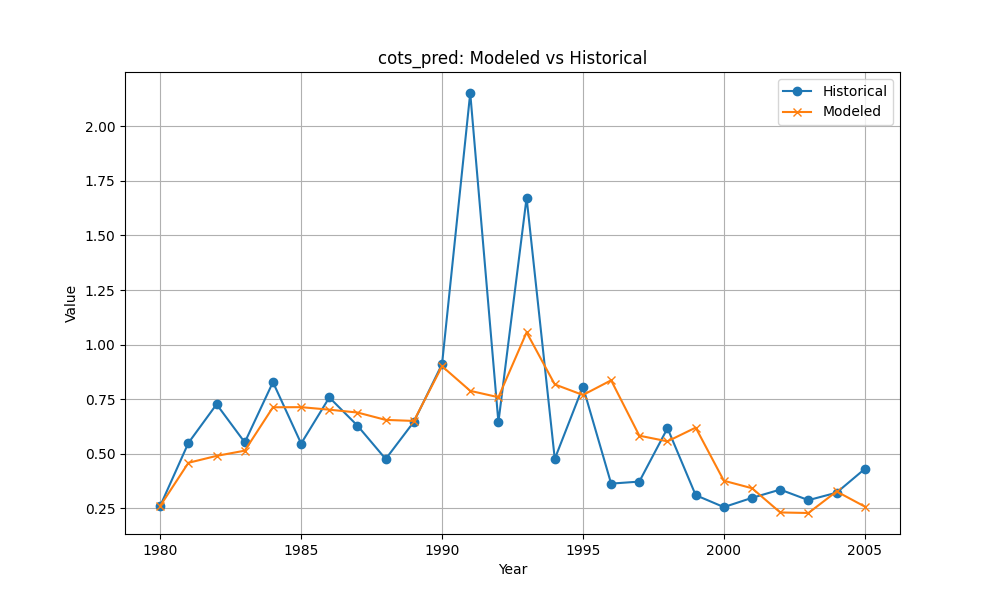 cots_pred: Modeled vs Historical
Historical
Modeled
Value
2.00
1.75
1.50
1.25
1.00
0.75
0.50
0.25
1980 1985 1990 1995 2000 2005
Year